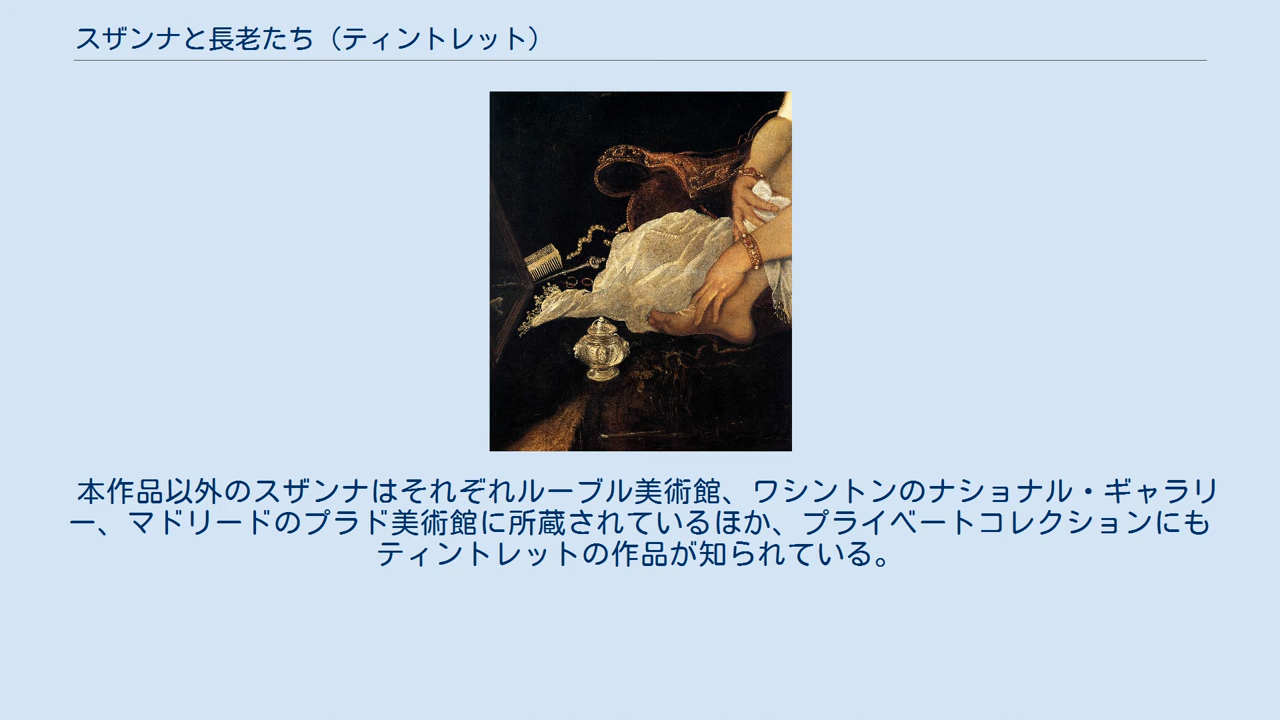 スザンナと長老たち（ティントレット）
本作品以外のスザンナはそれぞれルーブル美術館、ワシントンのナショナル・ギャラリ
ー、マドリードのプラド美術館に所蔵されているほか、プライベートコレクションにも
ティントレットの作品が知られている。